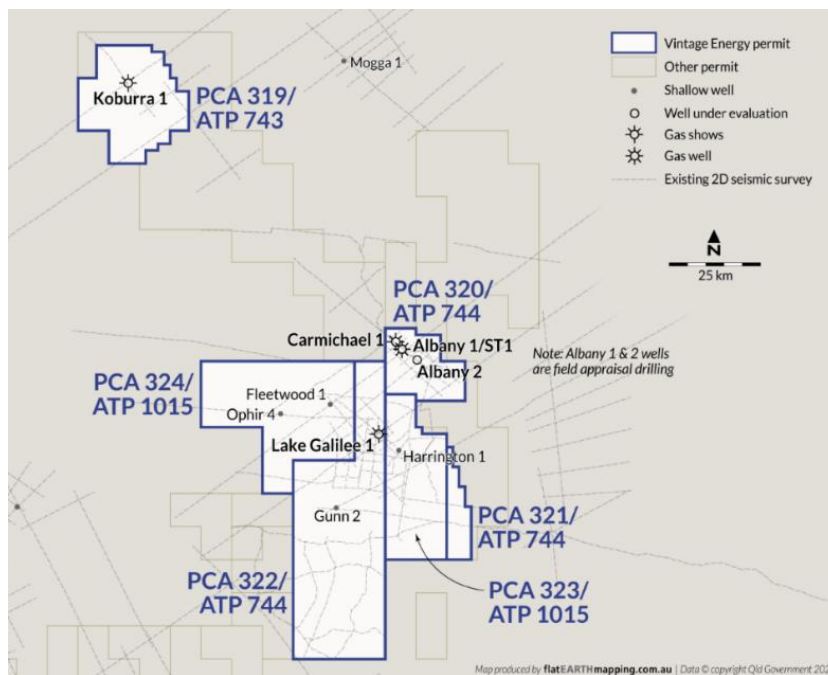 Mogga 1
Koburra 1
PCA 319/
ATP 743
Vintage Energy permit
Other permit
Shallow well
Well under evaluation
Gas shows
Gas well
Existing 2D seismic survey
N
25 km
PCA 320/
ATP 744
Carmichael 1
Albany 1/ST1
Albany 2
Note: Albany 1 & 2 wells
are field appraisal drilling
PCA 324/
ATP 1015
Fleetwood 1
Ophir 4
Lake Galilee 1
Harrington 1
Gunn 2
PCA 321/
ATP 744
PCA 322/
ATP 744
PCA 323/
ATP 1015
Map produced by flatEARTHmapping.com.au | Data © copyright Qld Government